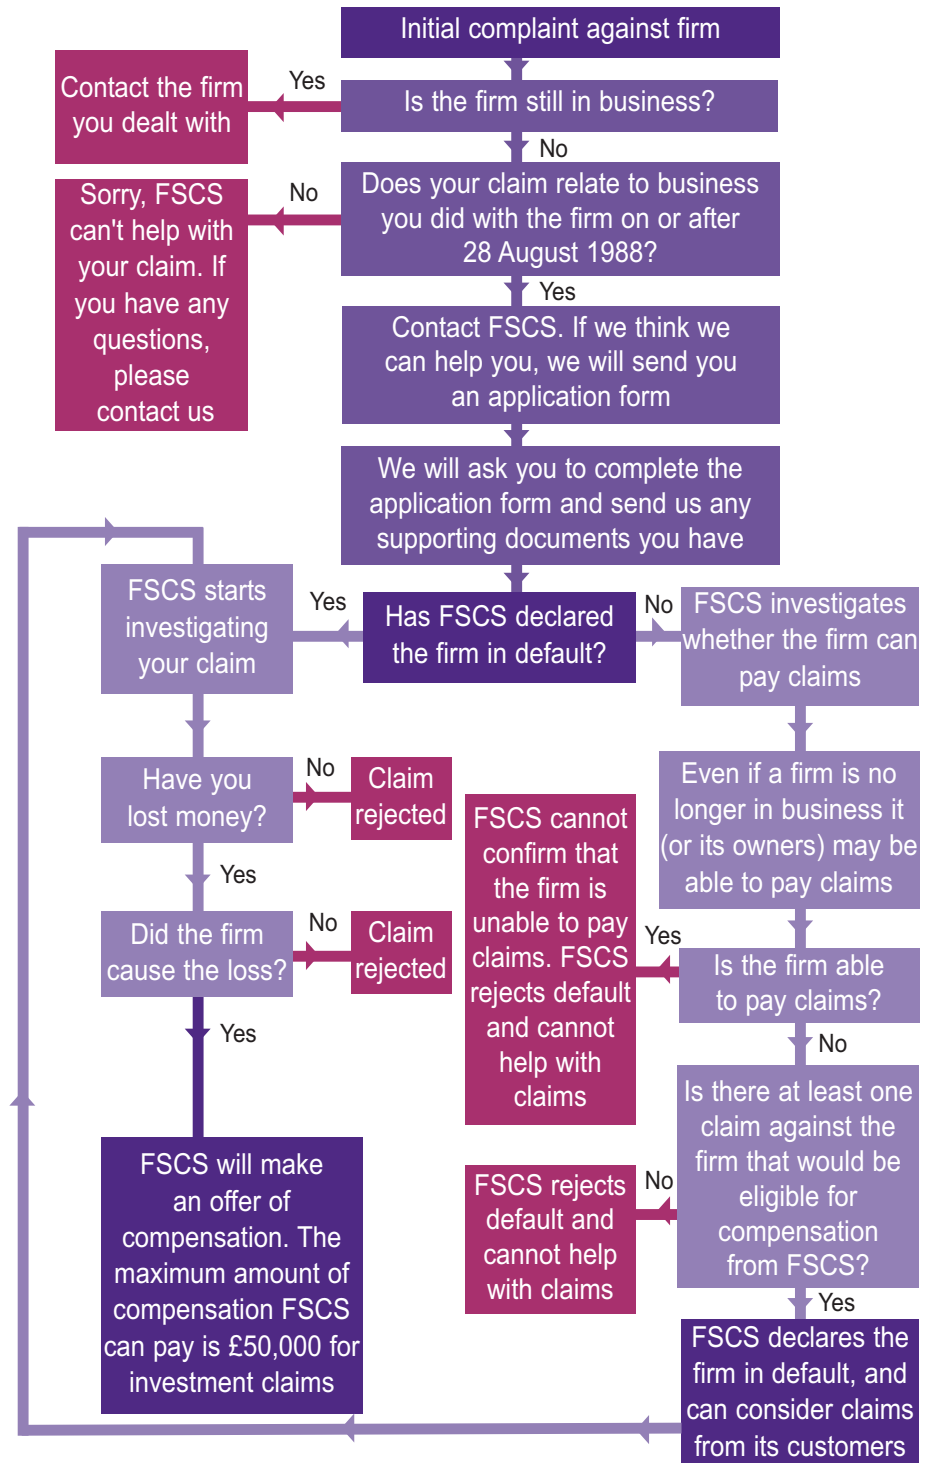 Initial complaint against firm
Is the firm still in business?
Yes
Contact the firm
you dealt with
No
Does your claim relate to business
you did with the firm on or after
28 August 1988?
No
Sorry, FSCS
can't help with
your claim. If
you have any
questions,
please
contact us
Yes
Contact FSCS. If we think we
can help you, we will send you
an application form
We will ask you to complete the
application form and send us any
supporting documents you have
Has FSCS declared
the firm in default?
Yes
FSCS starts
investigating
your claim
Have you
lost money?
No
Claim
rejected
Yes
Did the firm
cause the loss?
No
Claim
rejected
Yes
FSCS will make
an offer of
compensation. The
maximum amount of
compensation FSCS
can pay is £50,000 for
investment claims
No
FSCS investigates
whether the firm can
pay claims
Even if a firm is no
longer in business it
(or its owners) may be
able to pay claims
Is the firm able
to pay claims?
Yes
FSCS cannot
confirm that
the firm is
unable to pay
claims. FSCS
rejects default
and cannot
help with
claims
No
Is there at least one
claim against the
firm that would be
eligible for
compensation
from FSCS?
No
FSCS rejects
default and
cannot help
with claims
Yes
FSCS declares the
firm in default, and
can consider claims
from its customers